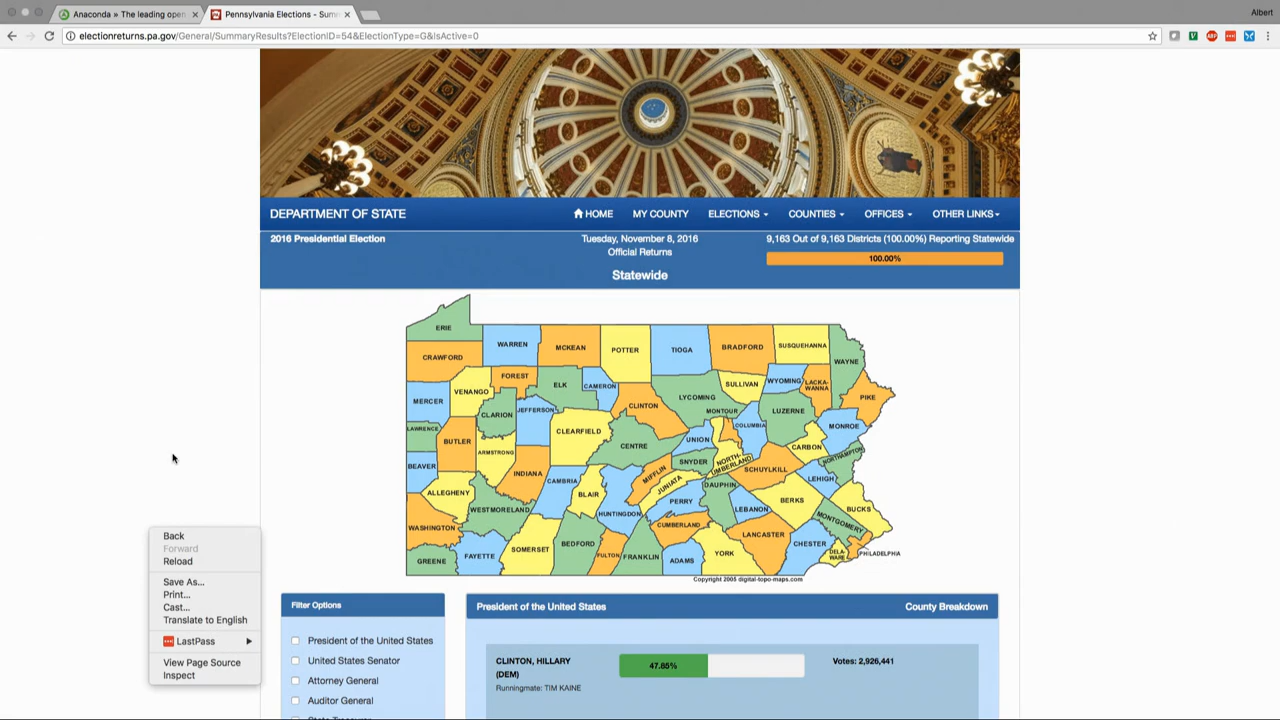 Anaconda » The leading open
Pennsylvania Elections - Sum
Albert
electionreturns.pa.gov/General/SummaryResults?ElectionID=54&ElectionType=G&IsActive=0
DEPARTMENT OF STATE
HOME
MY COUNTY
ELECTIONS
COUNTIES
OFFICES
OTHER LINKS
2016 Presidential Election
Tuesday, November 8, 2016
9,163 Out of 9,163 Districts (100.00%) Reporting Statewide
Official Returns
100.00%
Statewide
ERIE
CRAWFORD
WARREN
MCKEAN
POTTER
TIOGA
BRADFORD
SUSQUEHANNA
WAYNE
FOREST
ELK
CAMERON
SULLIVAN
WYOMING
LACKA-
WANNA
PIKE
MERCER
VENANGO
CLARION
JEFFERSON
CLINTON
LYCOMING
MONTOUR
COLUMBIA
LUZERNE
MONROE
LAWRENCE
BUTLER
ARMSTRONG
CLEARFIELD
CENTRE
UNION
SNYDER
NORTH-
UMBERLAND
CARBON
NORTHAMPTON
SCHUYLKILL
LEHIGH
BEAVER
INDIANA
CAMBRIA
BLAIR
MIFFLIN
JUNIATA
DAUPHIN
ALLEGHENY
WESTMORELAND
HUNTINGDON
PERRY
LEBANON
BERKS
BUCKS
MONTGOMERY
WASHINGTON
CUMBERLAND
LANCASTER
CHESTER
DELA-
WARE
PHILADELPHIA
GREENE
FAYETTE
SOMERSET
BEDFORD
FULTON
FRANKLIN
ADAMS
YORK
Copyright 2005 digital-topo-maps.com
Back
Forward
Reload
Save As...
Print...
Cast...
Translate to English
LastPass
View Page Source
Inspect
Filter Options
President of the United States
United States Senator
Attorney General
Auditor General
President of the United States
County Breakdown
CLINTON, HILLARY
(DEM)
Runningmate: TIM KAINE
47.85%
Votes: 2,926,441